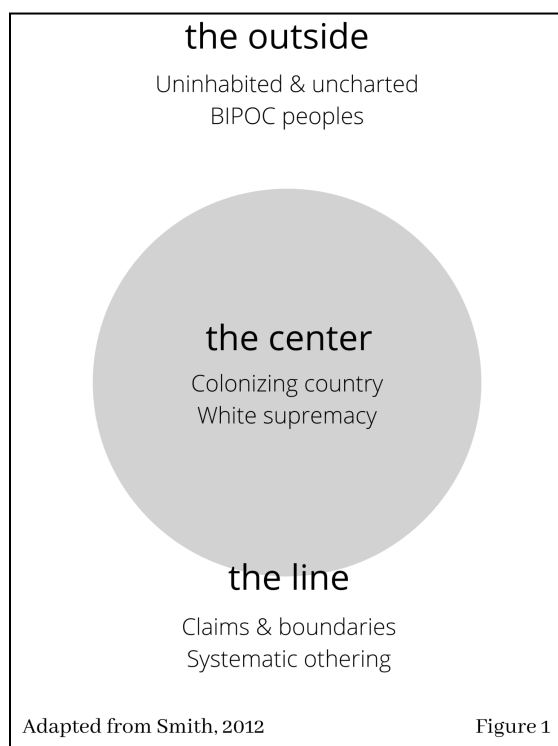 the outside
Uninhabited & uncharted
BIPOC peoples
the center
Colonizing country
White supremacy
the line
Claims & boundaries
Systematic othering
Adapted from Smith, 2012
Figure 1